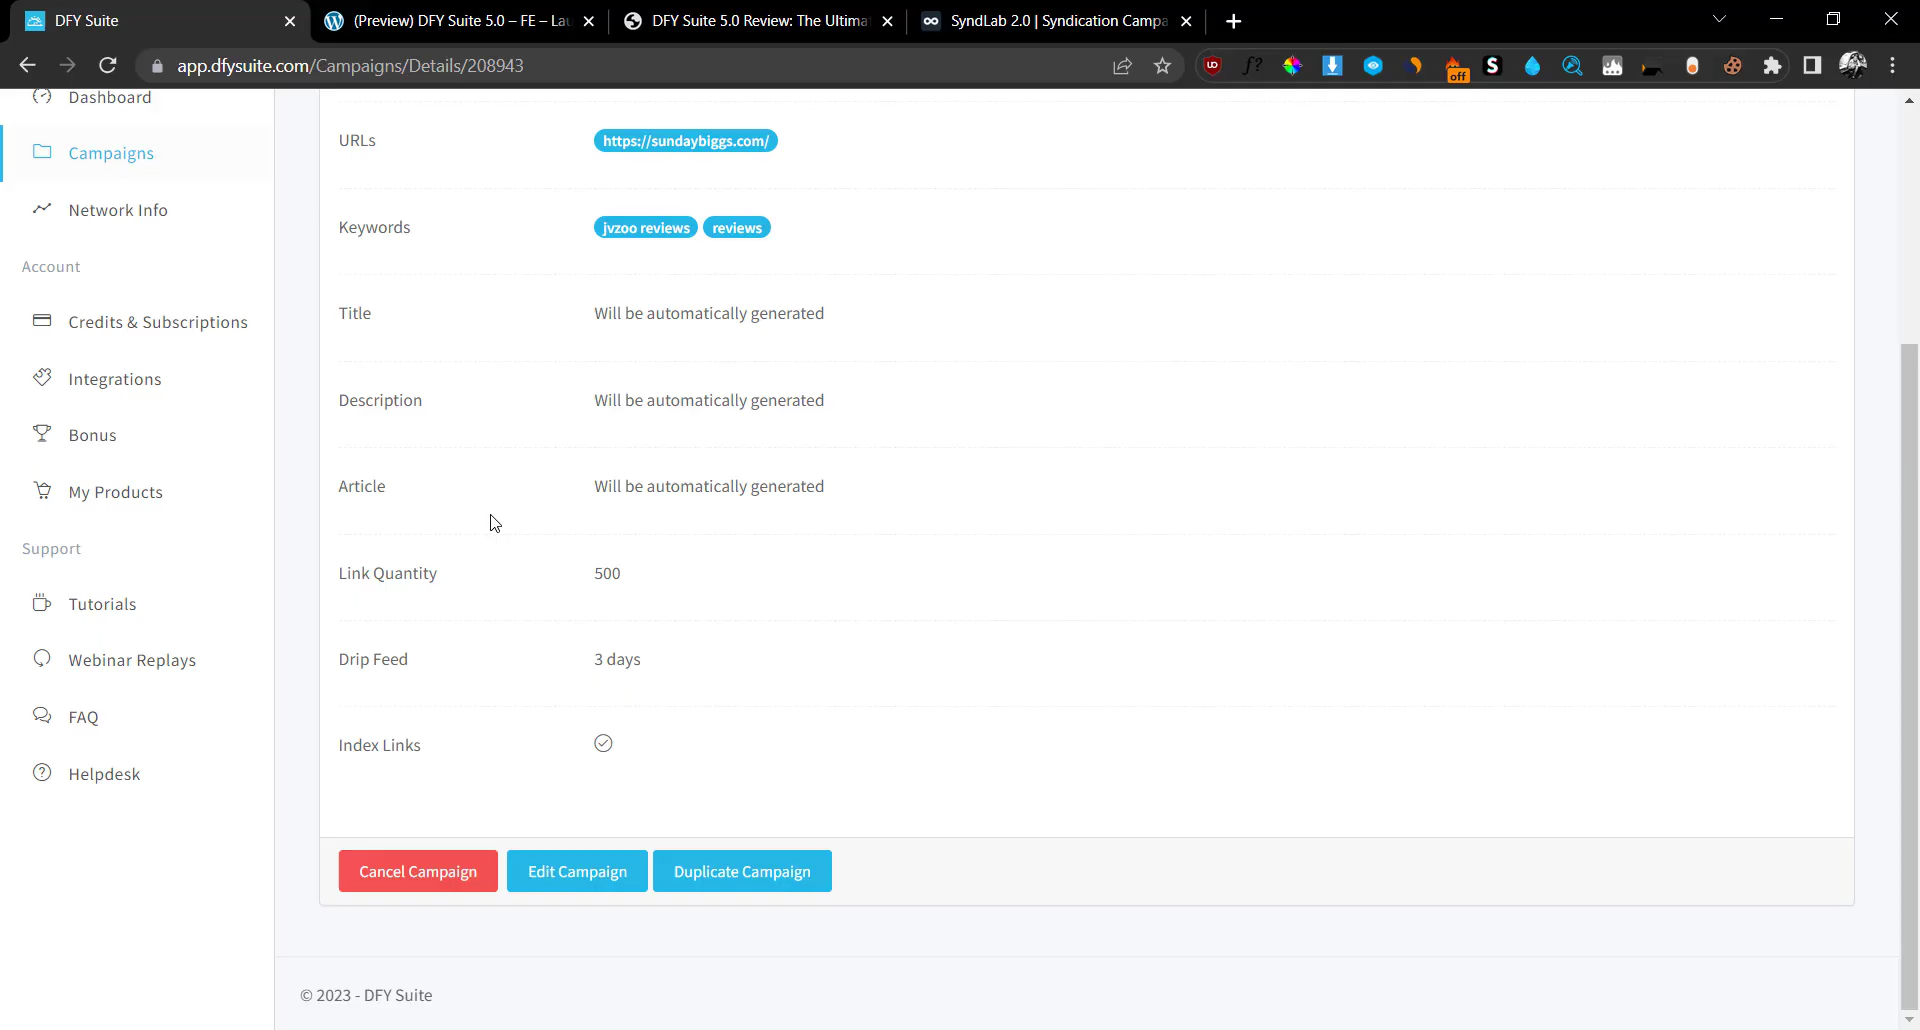 DFY Suite
(Preview) DFY Suite 5.0 – FE – La
DFY Suite 5.0 Review: The Ultima
SyndLab 2.0 | Syndication Campa
app.dfysuite.com/Campaigns/Details/208943
off
Dashboard
Campaigns
Network Info
Account
Credits & Subscriptions
Integrations
Bonus
My Products
Support
Tutorials
Webinar Replays
FAQ
Helpdesk
URLs
https://sundaybiggs.com/
Keywords
jvzoo reviews reviews
Title
Will be automatically generated
Description
Will be automatically generated
Article
Will be automatically generated
Link Quantity
500
Drip Feed
3 days
Index Links
Cancel Campaign
Edit Campaign
Duplicate Campaign
© 2023 - DFY Suite